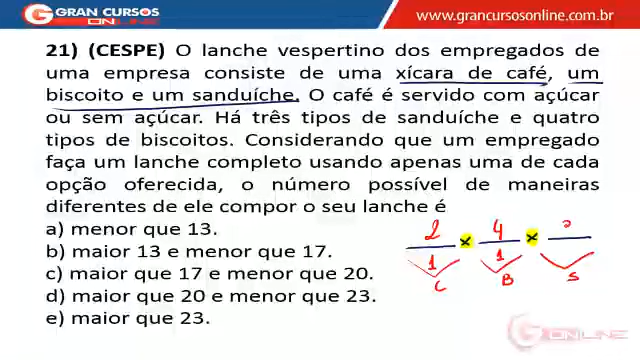 GRAN CURSOS
ONLINE
www.grancursosonline.com.br
21) (CESPE) O lanche vespertino dos empregados de
uma empresa consiste de uma xícara de café, um
biscoito e um sanduíche. O café é servido com açúcar
ou sem açúcar. Há três tipos de sanduíche e quatro
tipos de biscoitos. Considerando que um empregado
faça um lanche completo usando apenas uma de cada
opção oferecida, o número possível de maneiras
diferentes de ele compor o seu lanche é
a) menor que 13.
b) maior 13 e menor que 17.
c) maior que 17 e menor que 20.
d) maior que 20 e menor que 23.
e) maior que 23.
2 × 4 ×
1 1
C B S
ONLINE